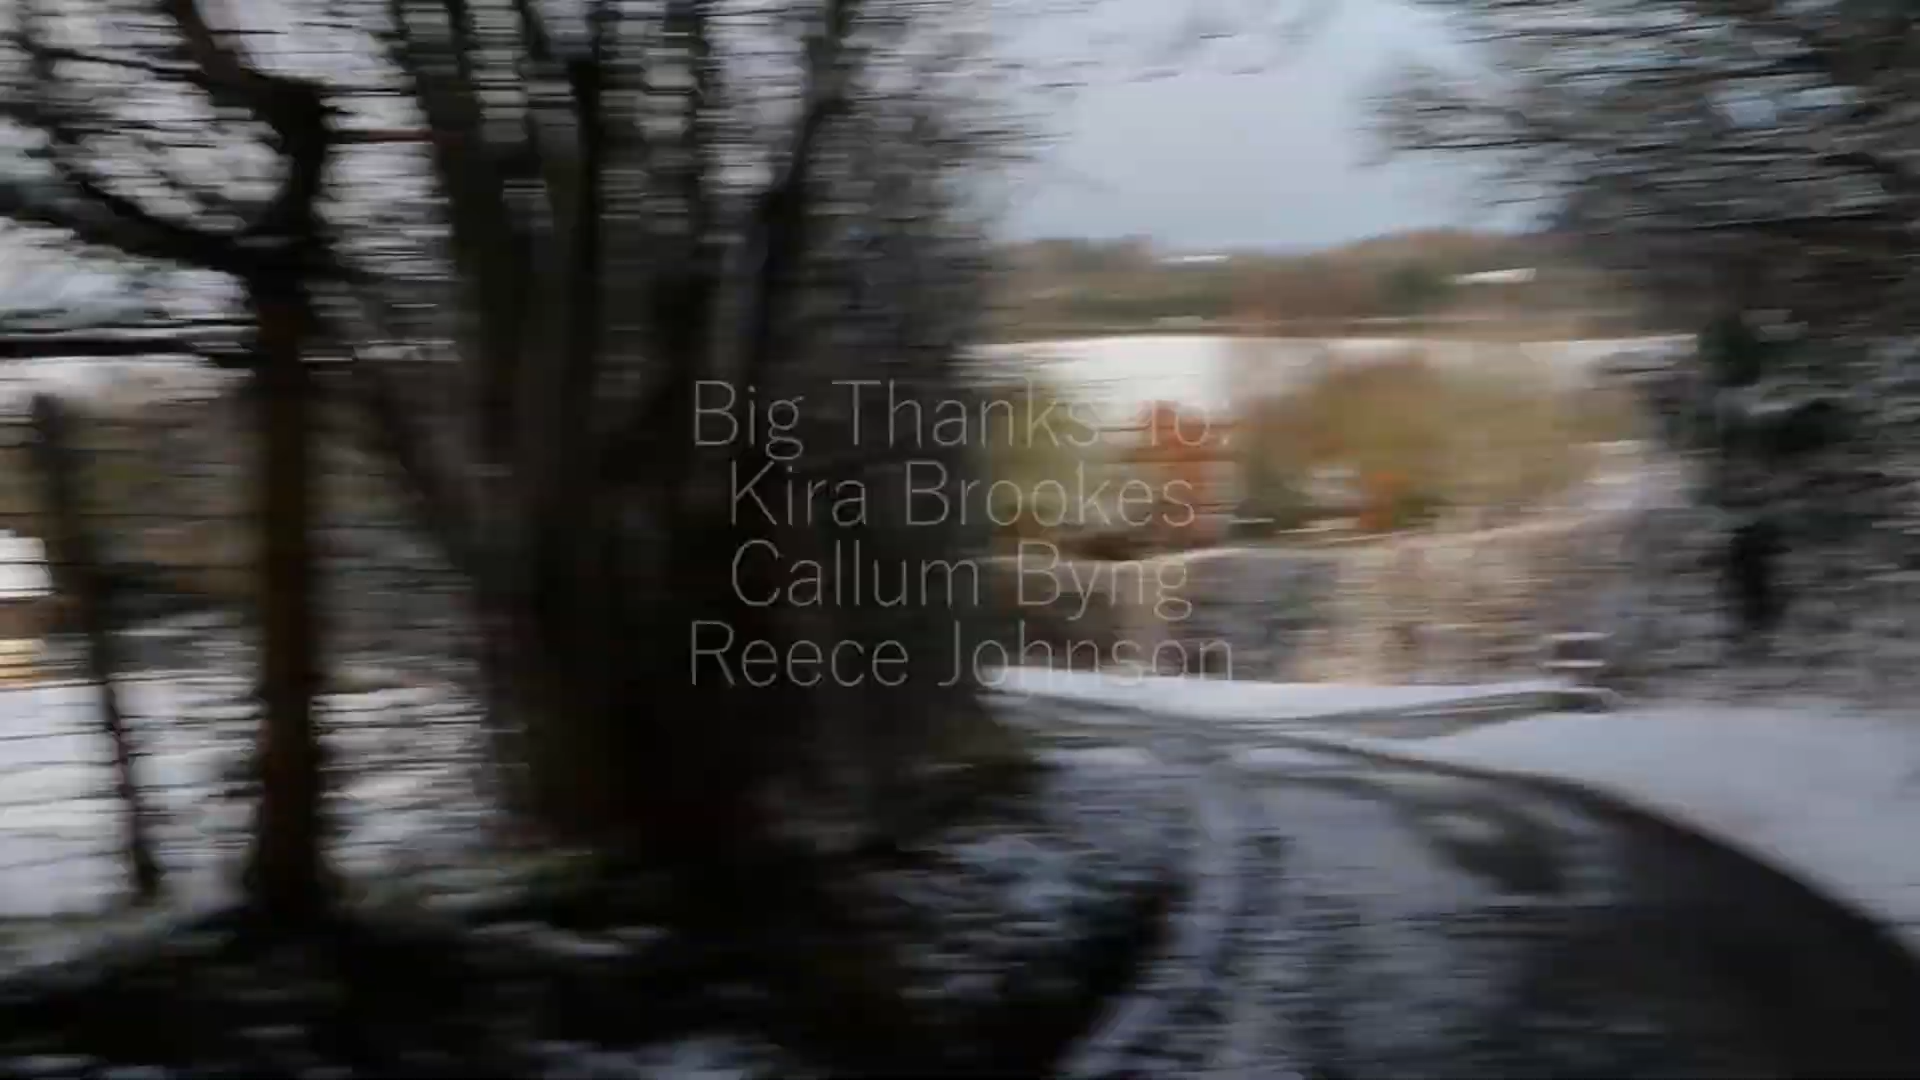 Big Thanks To,
Kira Brookes
Callum Byng
Reece Johnson